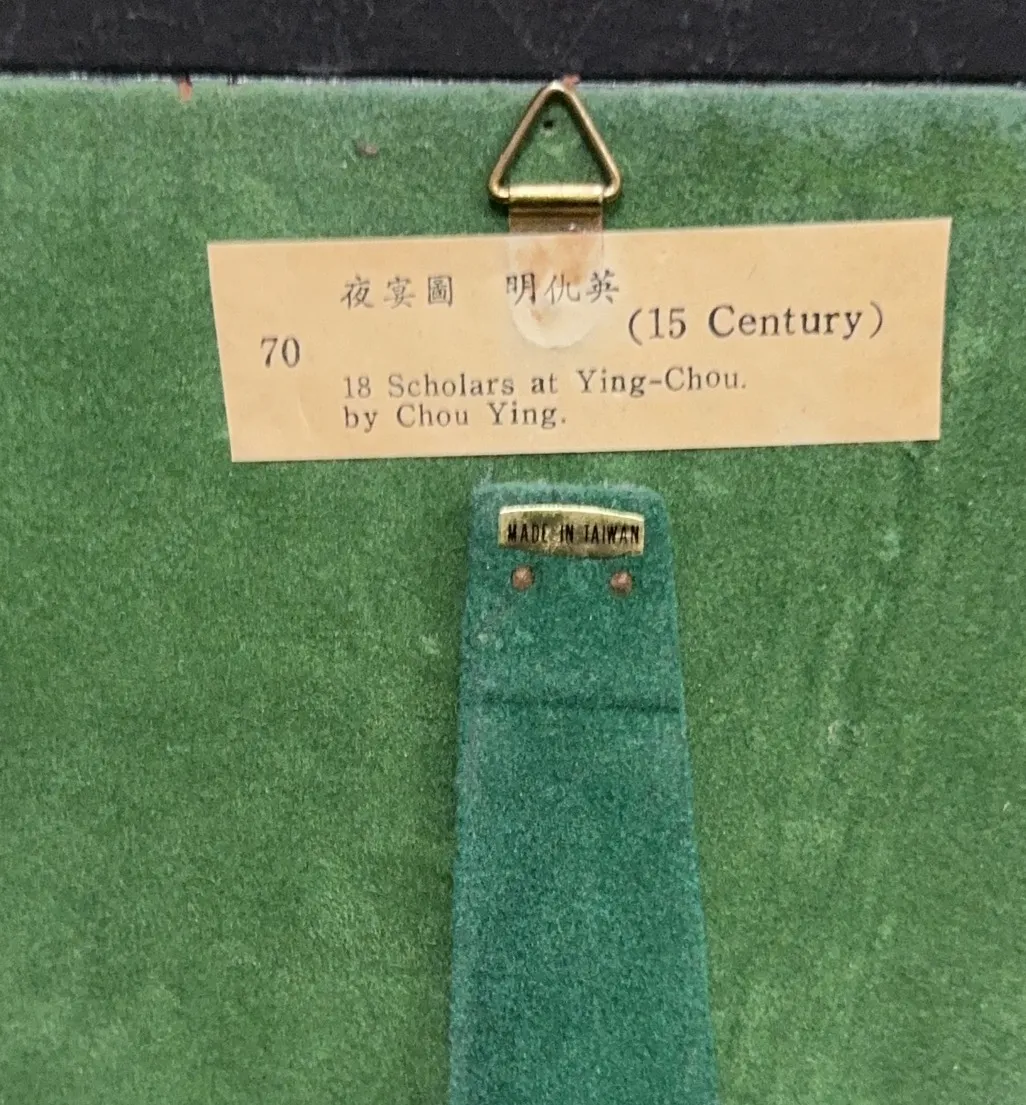 夜宴圖 明仇英
(15 Century)
70
18 Scholars at Ying-Chou.
by Chou Ying.
MADE IN TAIWAN